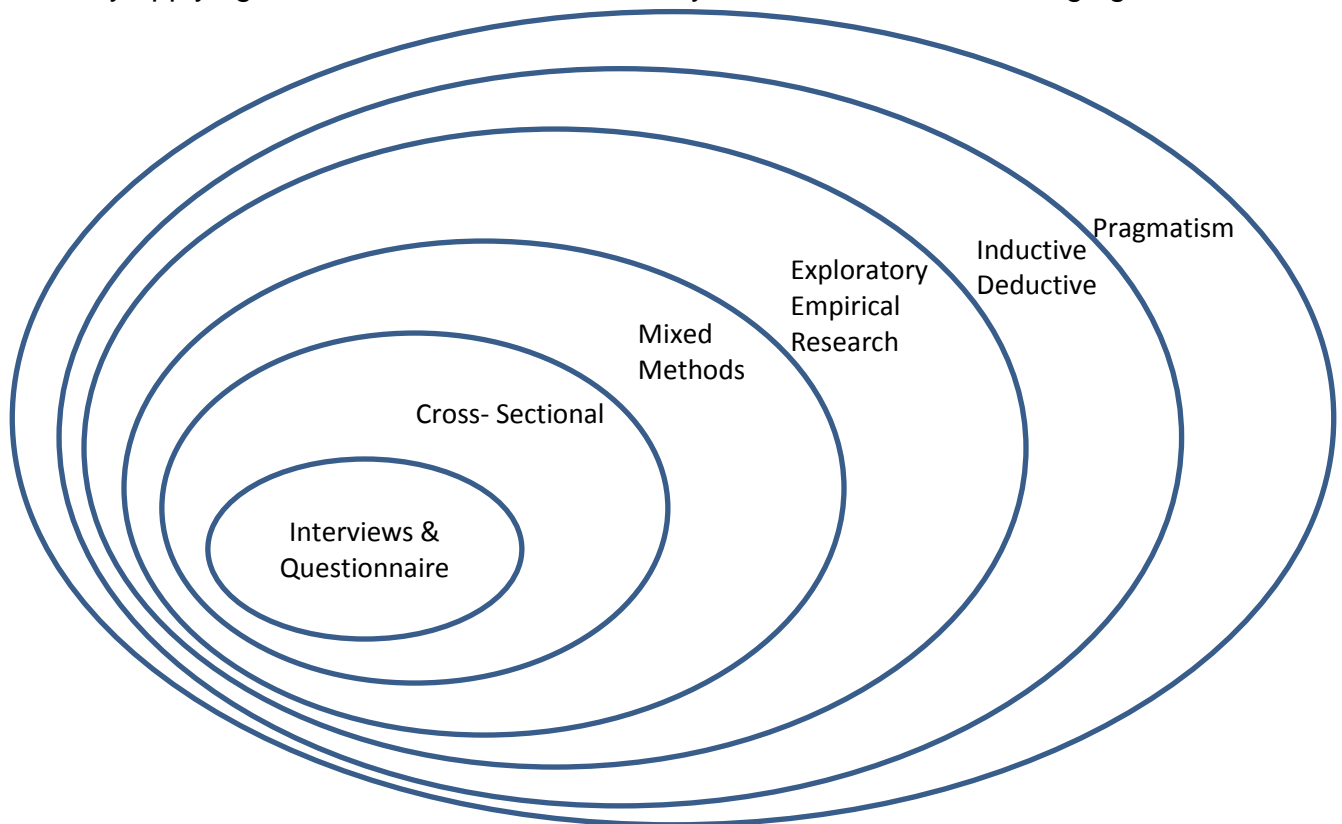 Pragmatism
Inductive
Deductive
Exploratory
Empirical
Research
Mixed
Methods
Cross- Sectional
Interviews &
Questionnaire